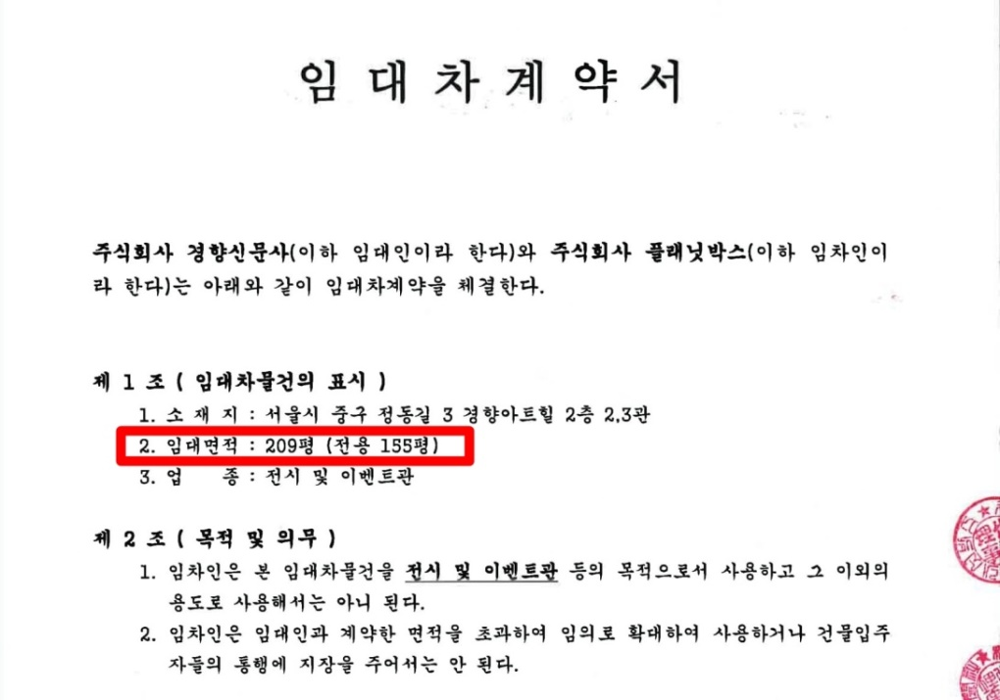 임 대 차 계 약 서
주식회사 경향신문사(이하 임대인이라 한다)와 주식회사 플래닛박스(이하 임차인이
라 한다)는 아래와 같이 임대차계약을 체결한다.
제 1 조 ( 임대차물건의 표시 )
1. 소 재 지 : 서울시 중구 정동길 3 경향아트힐 2층 2,3관
2. 임대면적 : 209평 (전용 155평)
3. 업 종 : 전시 및 이벤트관
제 2 조 ( 목적 및 의무 )
1. 임차인은 본 임대차물건을 전시 및 이벤트관 등의 목적으로서 사용하고 그 이외의
용도로 사용해서는 아니 된다.
2. 임차인은 임대인과 계약한 면적을 초과하여 임의로 확대하여 사용하거나 건물입주
자들의 통행에 지장을 주어서는 안 된다.